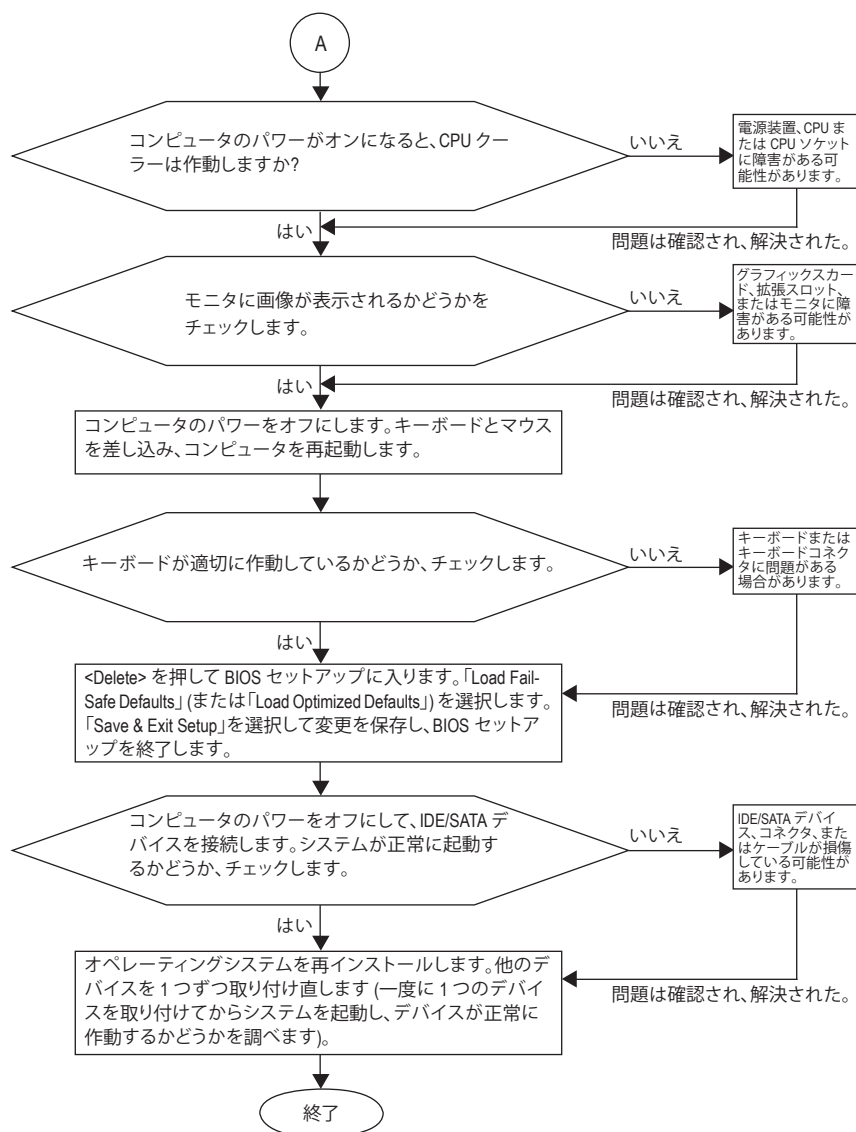 A
コンピュータのパワーがオンになると、CPU クー
ラーは作動しますか?
いいえ
電源装置、CPU ま
たは CPU ソケット
に障害がある可
能性があります。
はい
問題は確認され、解決された。
モニタに画像が表示されるかどうかを
チェックします。
いいえ
グラフィックスカー
ド、拡張スロット、
またはモニタに障
害がある可能性が
あります。
はい
問題は確認され、解決された。
コンピュータのパワーをオフにします。キーボードとマウス
を差し込み、コンピュータを再起動します。
キーボードが適切に作動しているかどうか、チェックします。
いいえ
キーボードまたは
キーボードコネク
タに問題がある
場合があります。
はい
問題は確認され、解決された。
<Delete> を押して BIOS セットアップに入ります。「Load Fail-
Safe Defaults」 (または「Load Optimized Defaults」) を選択します。
「Save & Exit Setup」を選択して変更を保存し、BIOS セットア
ップを終了します。
コンピュータのパワーをオフにして、IDE/SATA デ
バイスを接続します。システムが正常に起動す
るかどうか、チェックします。
いいえ
IDE/SATA デバイ
ス、コネクタ、また
はケーブルが損傷
している可能性が
あります。
はい
問題は確認され、解決された。
オペレーティングシステムを再インストールします。他のデ
バイスを 1 つずつ取り付け直します (一度に 1 つのデバイ
スを取り付けてからシステムを起動し、デバイスが正常に
作動するかどうかを調べます)。
終了